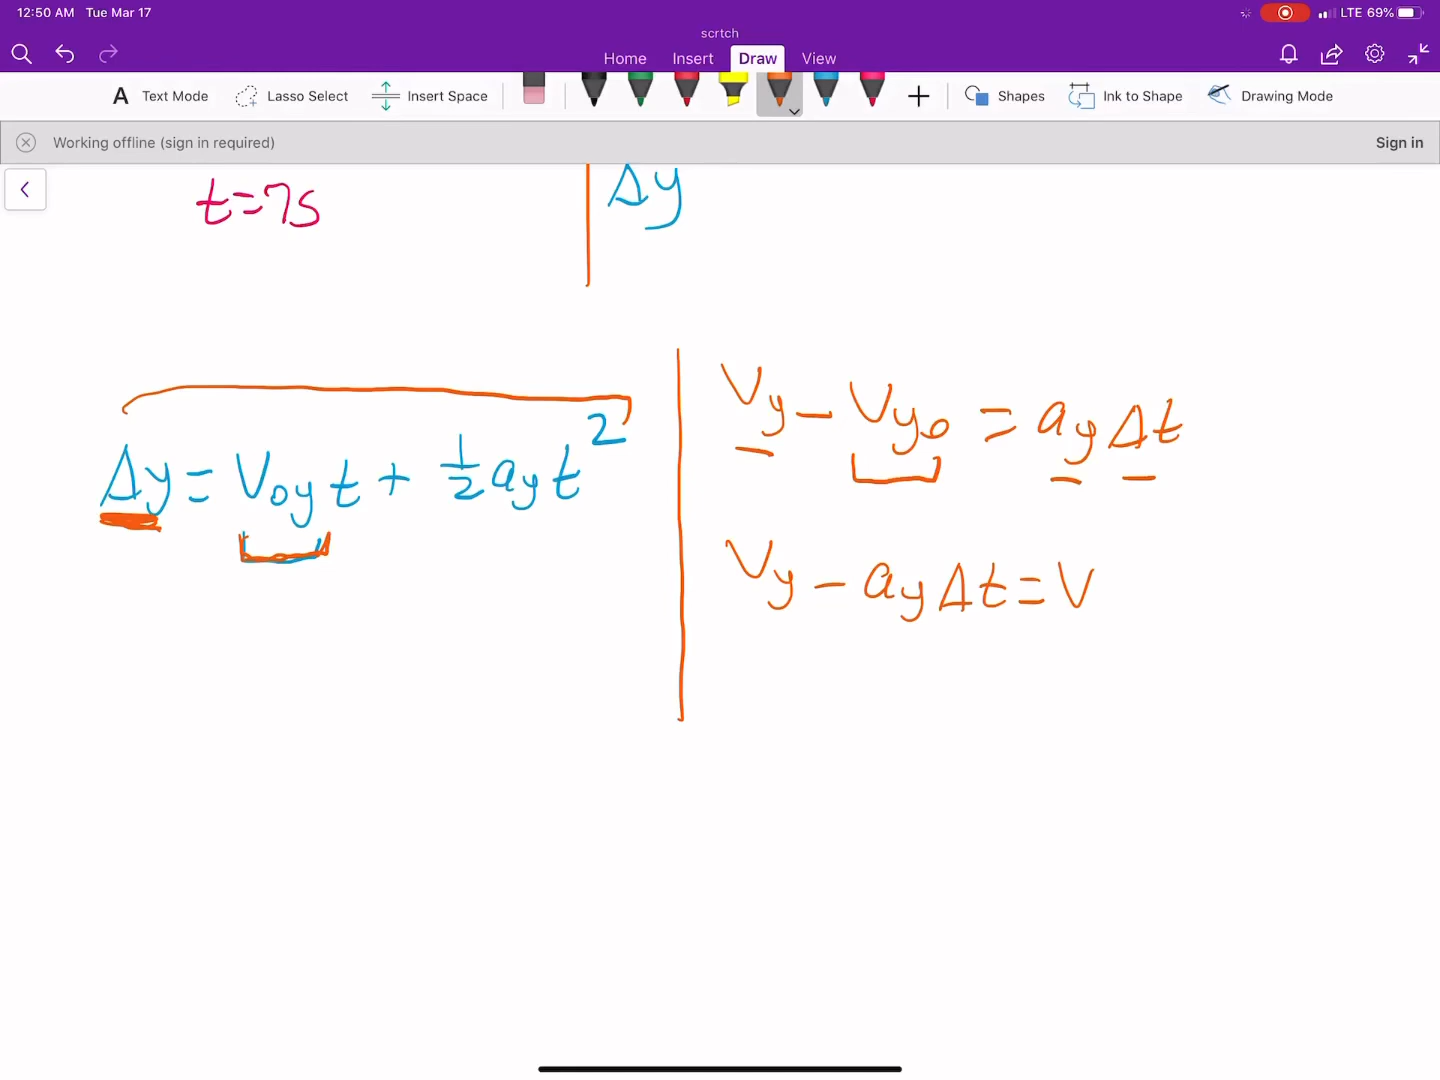 12:50 AM Tue Mar 17
LTE 69%
scrtch
Home Insert Draw View
A Text Mode Lasso Select Insert Space Shapes Ink to Shape Drawing Mode
Working offline (sign in required) Sign in
t=7s
Δy
Δy = V₀y t + ½ ay t²
Vy - Vy₀ = ay Δt
Vy - ay Δt = V